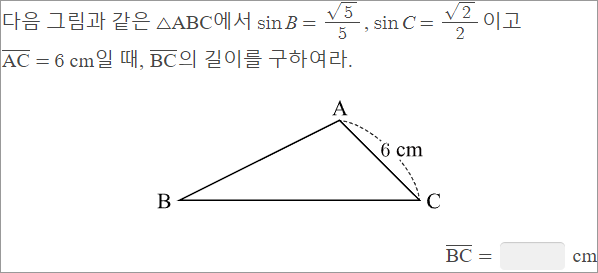 다음 그림과 같은 △ABC에서 sin B = √5/5, sin C = √2/2 이고
AC = 6 cm일 때, BC의 길이를 구하여라.
A
6 cm
B
C
BC = cm